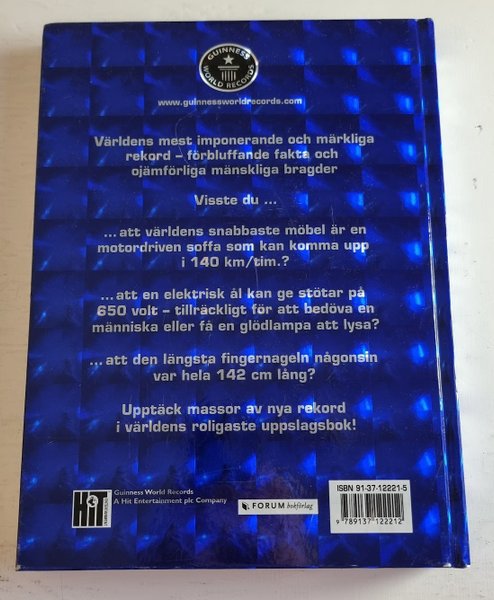 GUINNESS
WORLD RECORDS
www.guinnessworldrecords.com
Världens mest imponerande och märkliga
rekord – förbluffande fakta och
ojämförliga mänskliga bragder
Visste du ...
...att världens snabbaste möbel är en
motordriven soffa som kan komma upp
i 140 km/tim.?
...att en elektrisk ål kan ge stötar på
650 volt – tillräckligt för att bedöva en
människa eller få en glödlampa att lysa?
...att den längsta fingernageln någonsin
var hela 142 cm lång?
Upptäck massor av nya rekord
i världens roligaste uppslagsbok!
HiT
Guinness World Records
A Hit Entertainment plc Company
FORUM bokförlag
ISBN 91-37-12221-5
9 789137 122212